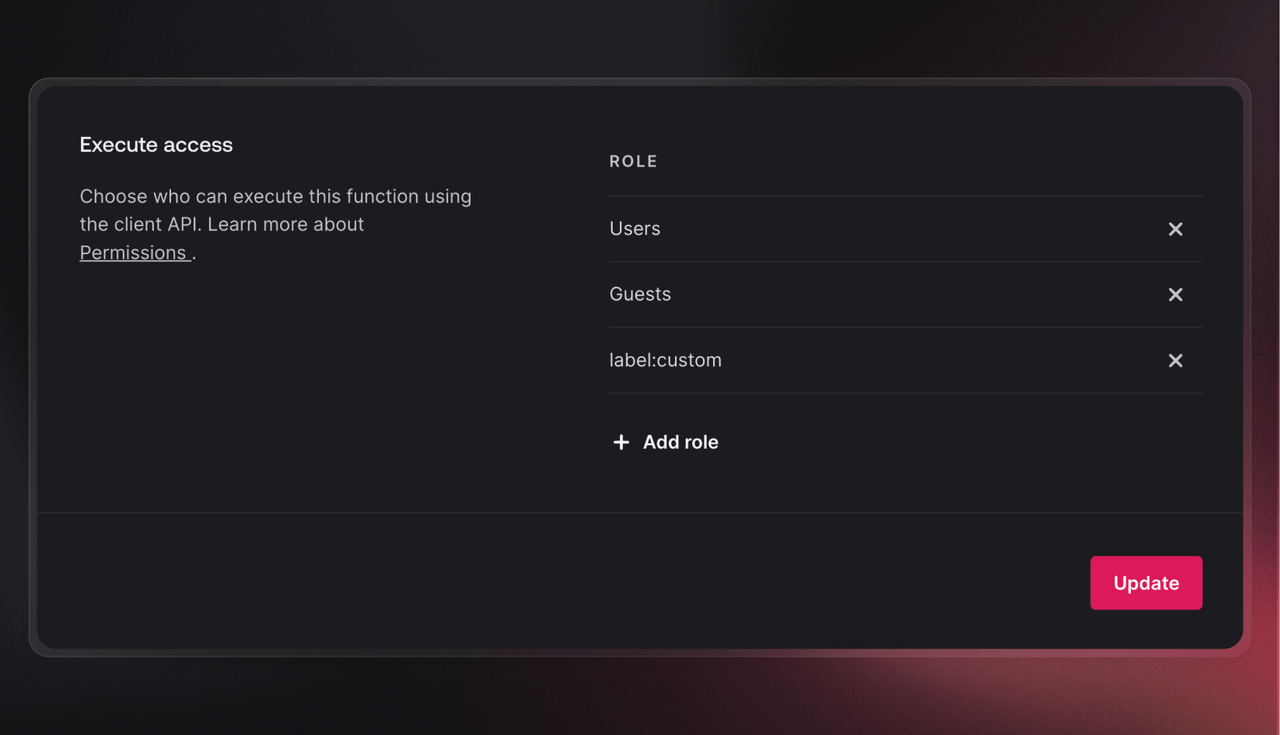 Execute access
Choose who can execute this function using
the client API. Learn more about
Permissions .
ROLE
Users
Guests
label:custom
Add role
Update